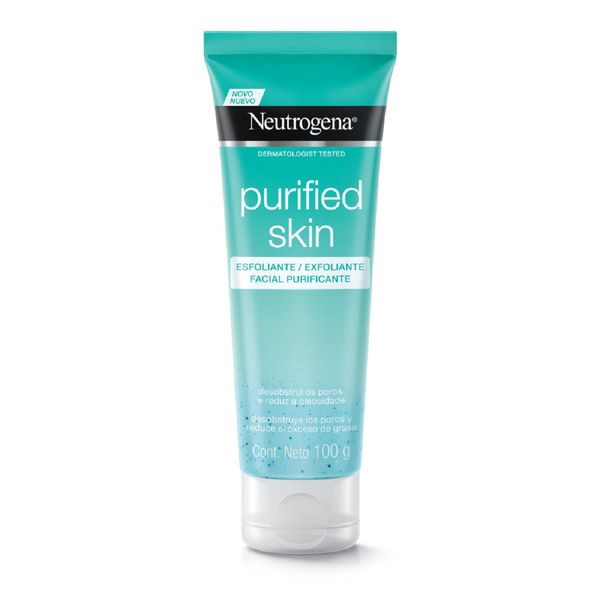 NOVO
NUEVO
Neutrogena®
DERMATOLOGIST TESTED
purified
skin
ESFOLIANTE / EXFOLIANTE
FACIAL PURIFICANTE
desobstrui os poros
e reduz a oleosidade
desobstruye los poros y
reduce el exceso de grasa
Cont. Neto 100 g